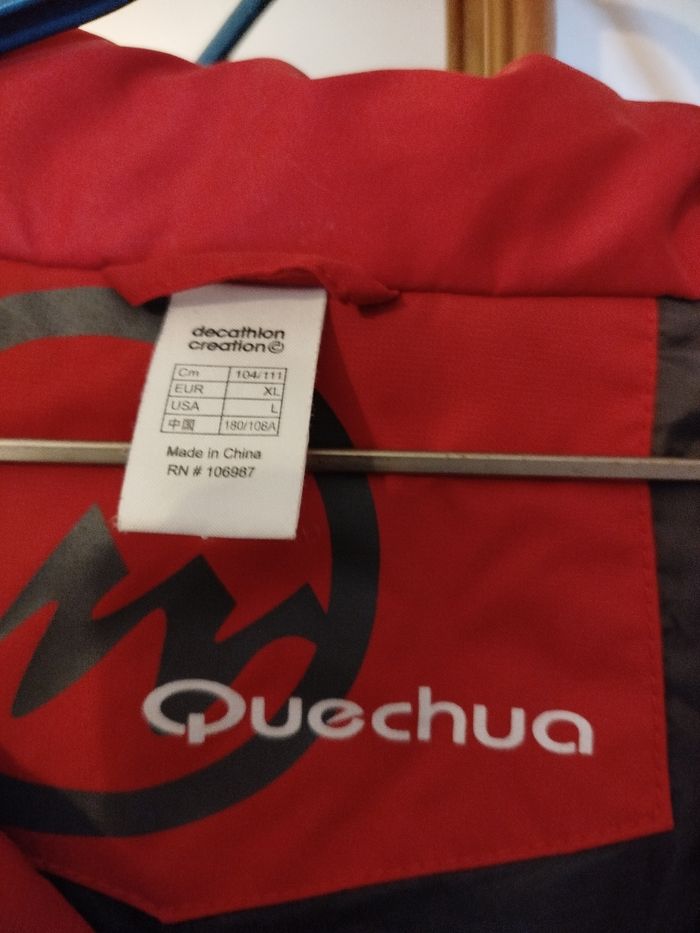 decathlon
creation©
Cm 104/111
EUR XL
USA L
中国 180/108A
Made in China
RN # 106987
Quechua